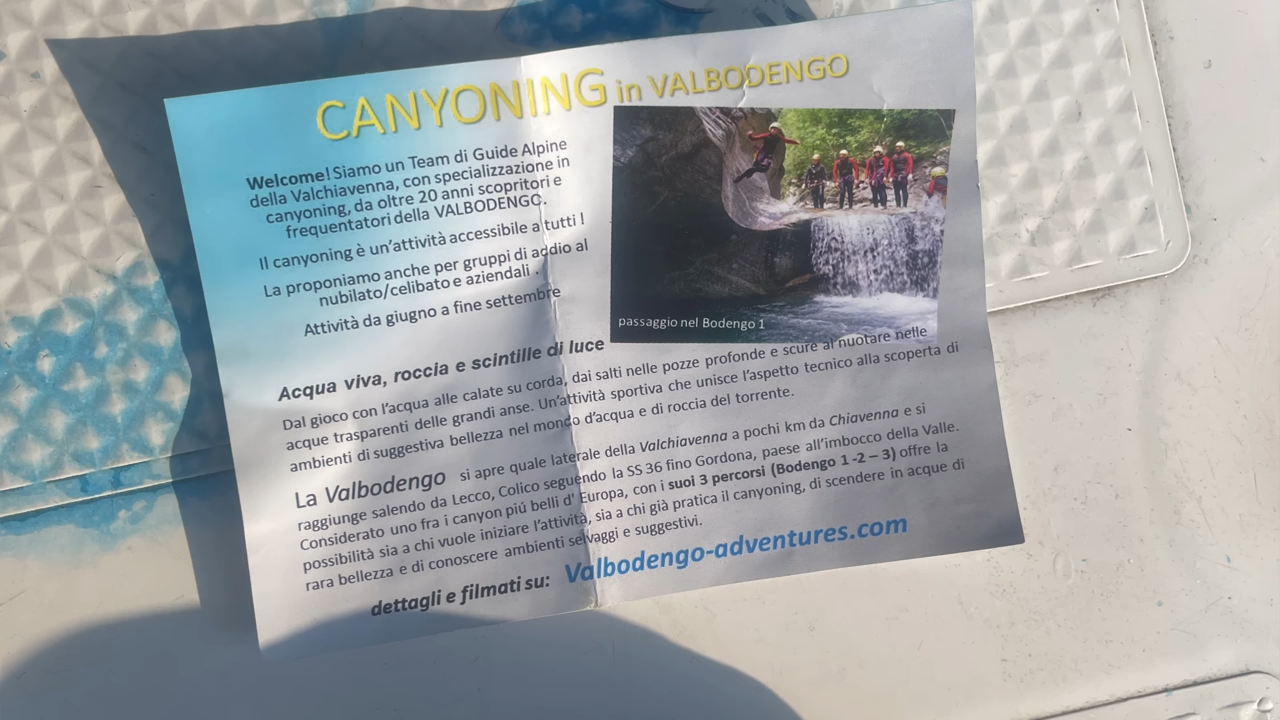 CANYONING in VALBODENGO
Welcome! Siamo un Team di Guide Alpine
della Valchiavenna, con specializzazione in
canyoning, da oltre 20 anni scopritori e
frequentatori della VALBODENGO.
Il canyoning è un'attività accessibile a tutti !
La proponiamo anche per gruppi di addio al
nubilato/celibato e aziendali .
Attività da giugno a fine settembre
passaggio nel Bodengo 1
Acqua viva, roccia e scintille di luce
Dal gioco con l'acqua alle calate su corda, dai salti nelle pozze profonde e scure al nuotare nelle
acque trasparenti delle grandi anse. Un'attività sportiva che unisce l'aspetto tecnico alla scoperta di
ambienti di suggestiva bellezza nel mondo d'acqua e di roccia del torrente.
La Valbodengo si apre quale laterale della Valchiavenna a pochi km da Chiavenna e si
raggiunge salendo da Lecco, Colico seguendo la SS 36 fino Gordona, paese all'imbocco della Valle.
Considerato uno fra i canyon piú belli d' Europa, con i suoi 3 percorsi (Bodengo 1 -2 – 3) offre la
possibilità sia a chi vuole iniziare l'attività, sia a chi già pratica il canyoning, di scendere in acque di
rara bellezza e di conoscere ambienti selvaggi e suggestivi.
dettagli e filmati su: Valbodengo-adventures.com